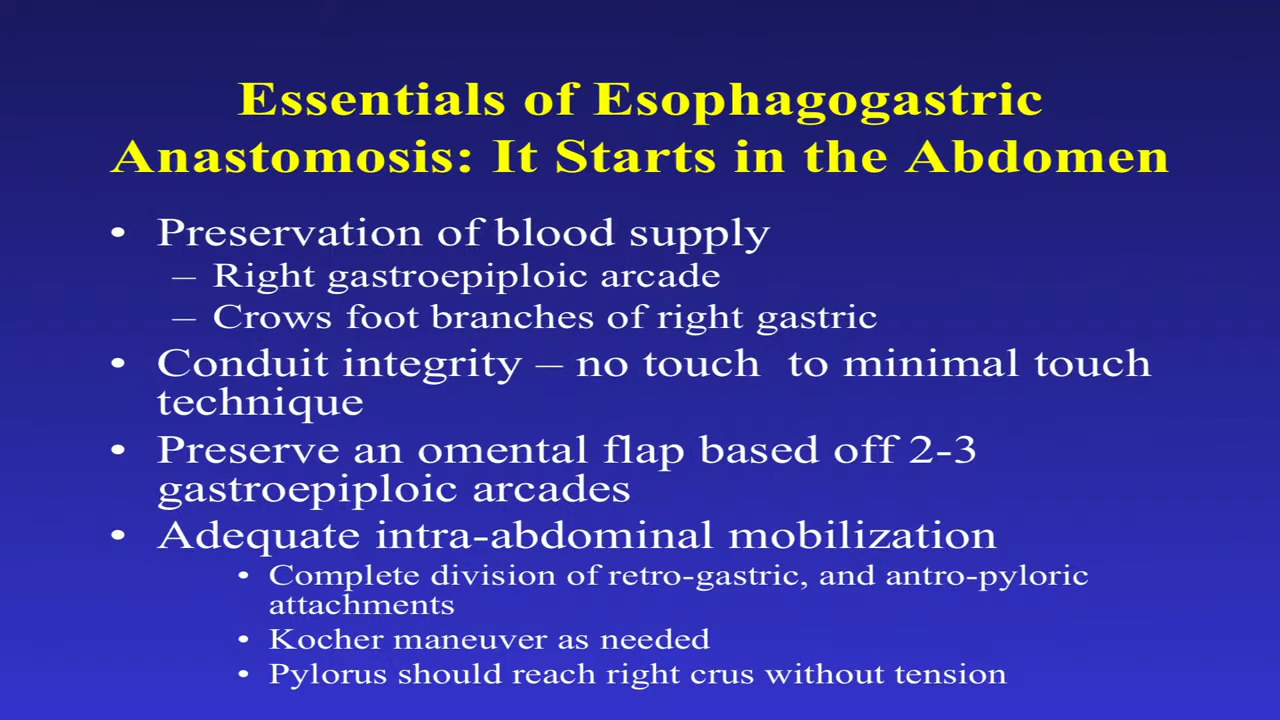 Essentials of Esophagogastric
Anastomosis: It Starts in the Abdomen
• Preservation of blood supply
– Right gastroepiploic arcade
– Crows foot branches of right gastric
• Conduit integrity – no touch  to minimal touch
technique
• Preserve an omental flap based off 2-3
gastroepiploic arcades
• Adequate intra-abdominal mobilization
• Complete division of retro-gastric, and antro-pyloric
attachments
• Kocher maneuver as needed
• Pylorus should reach right crus without tension